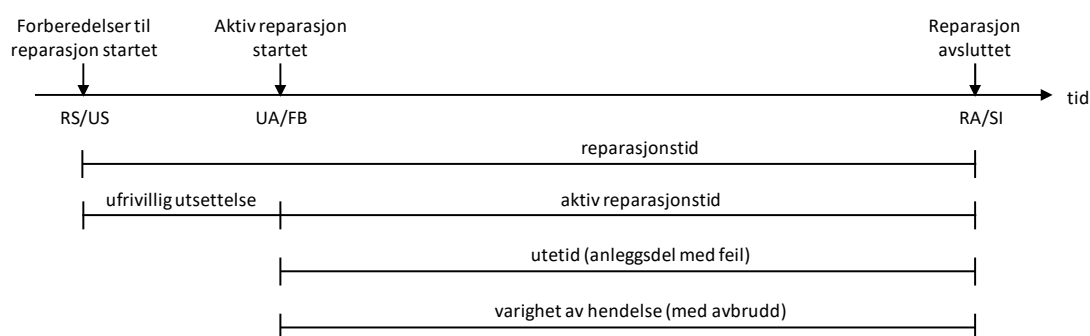 Forberedelser til
reparasjon startet
Aktiv reparasjon
startet
Reparasjon
avsluttet
tid
RS/US
UA/FB
RA/SI
reparasjonstid
ufrivillig utsettelse
aktiv reparasjonstid
utetid (anleggsdel med feil)
varighet av hendelse (med avbrudd)